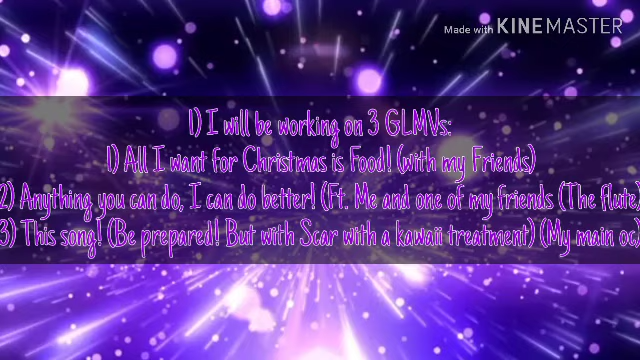 Made with KINEMASTER
1) I will be working on 3 GLMVs:
1) All I want for Christmas is Food! (with my Friends)
2) Anything you can do, I can do better! (Ft. Me and one of my friends (The flute)
3) This song! (Be prepared! But with Scar with a kawaii treatment) (My main oc)